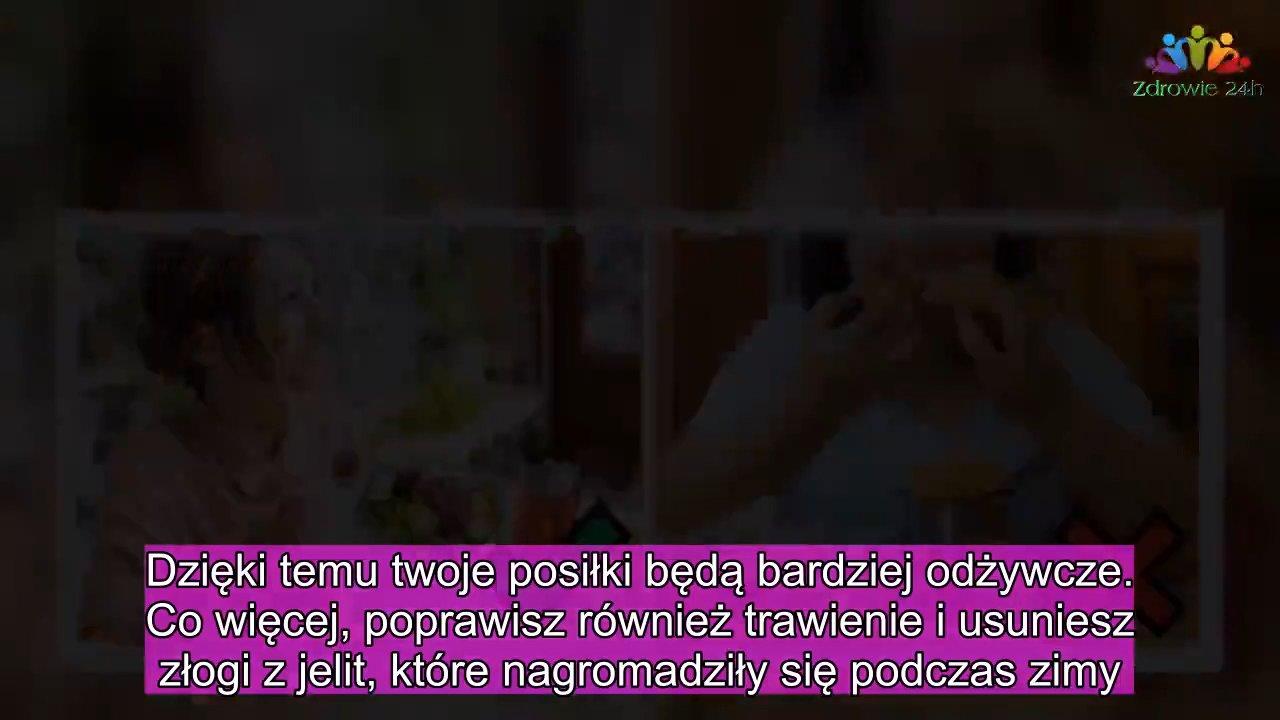 Zdrowie 24h
Dzięki temu twoje posiłki będą bardziej odżywcze.
Co więcej, poprawisz również trawienie i usuniesz
złogi z jelit, które nagromadziły się podczas zimy